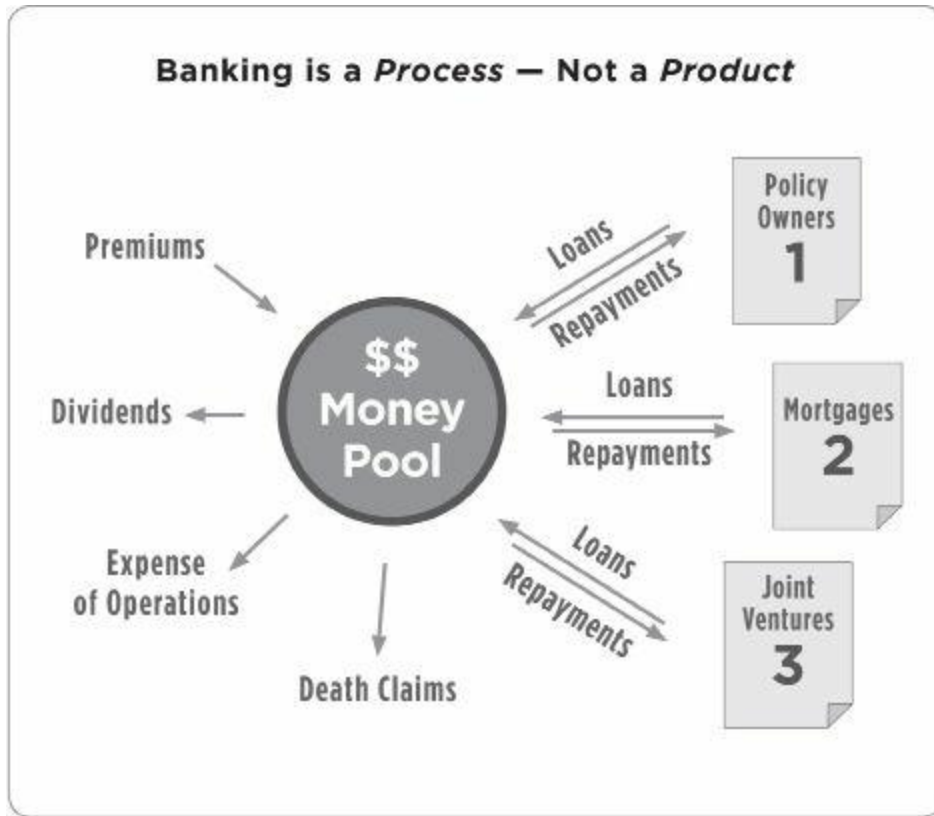 Banking is a Process — Not a Product
Premiums
Dividends
Expense
of Operations
Death Claims
$$
Money
Pool
Loans
Repayments
Policy
Owners
1
Loans
Repayments
Mortgages
2
Loans
Repayments
Joint
Ventures
3